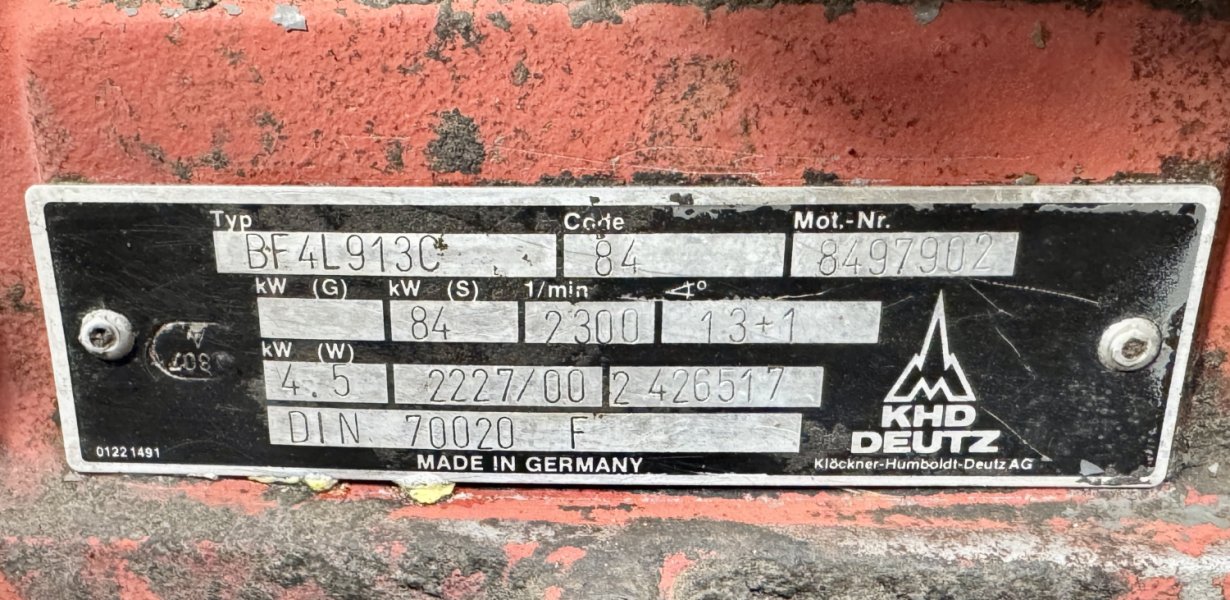 Typ Code Mot.-Nr.
BF4L913C 84 8497902
kW (G) kW (S) 1/min ∢°
84 2300 13+1
kW (W)
4.5 2227/00 2 426517
DIN 70020 F
01221491
MADE IN GERMANY
KHD
DEUTZ
Klöckner-Humboldt-Deutz AG